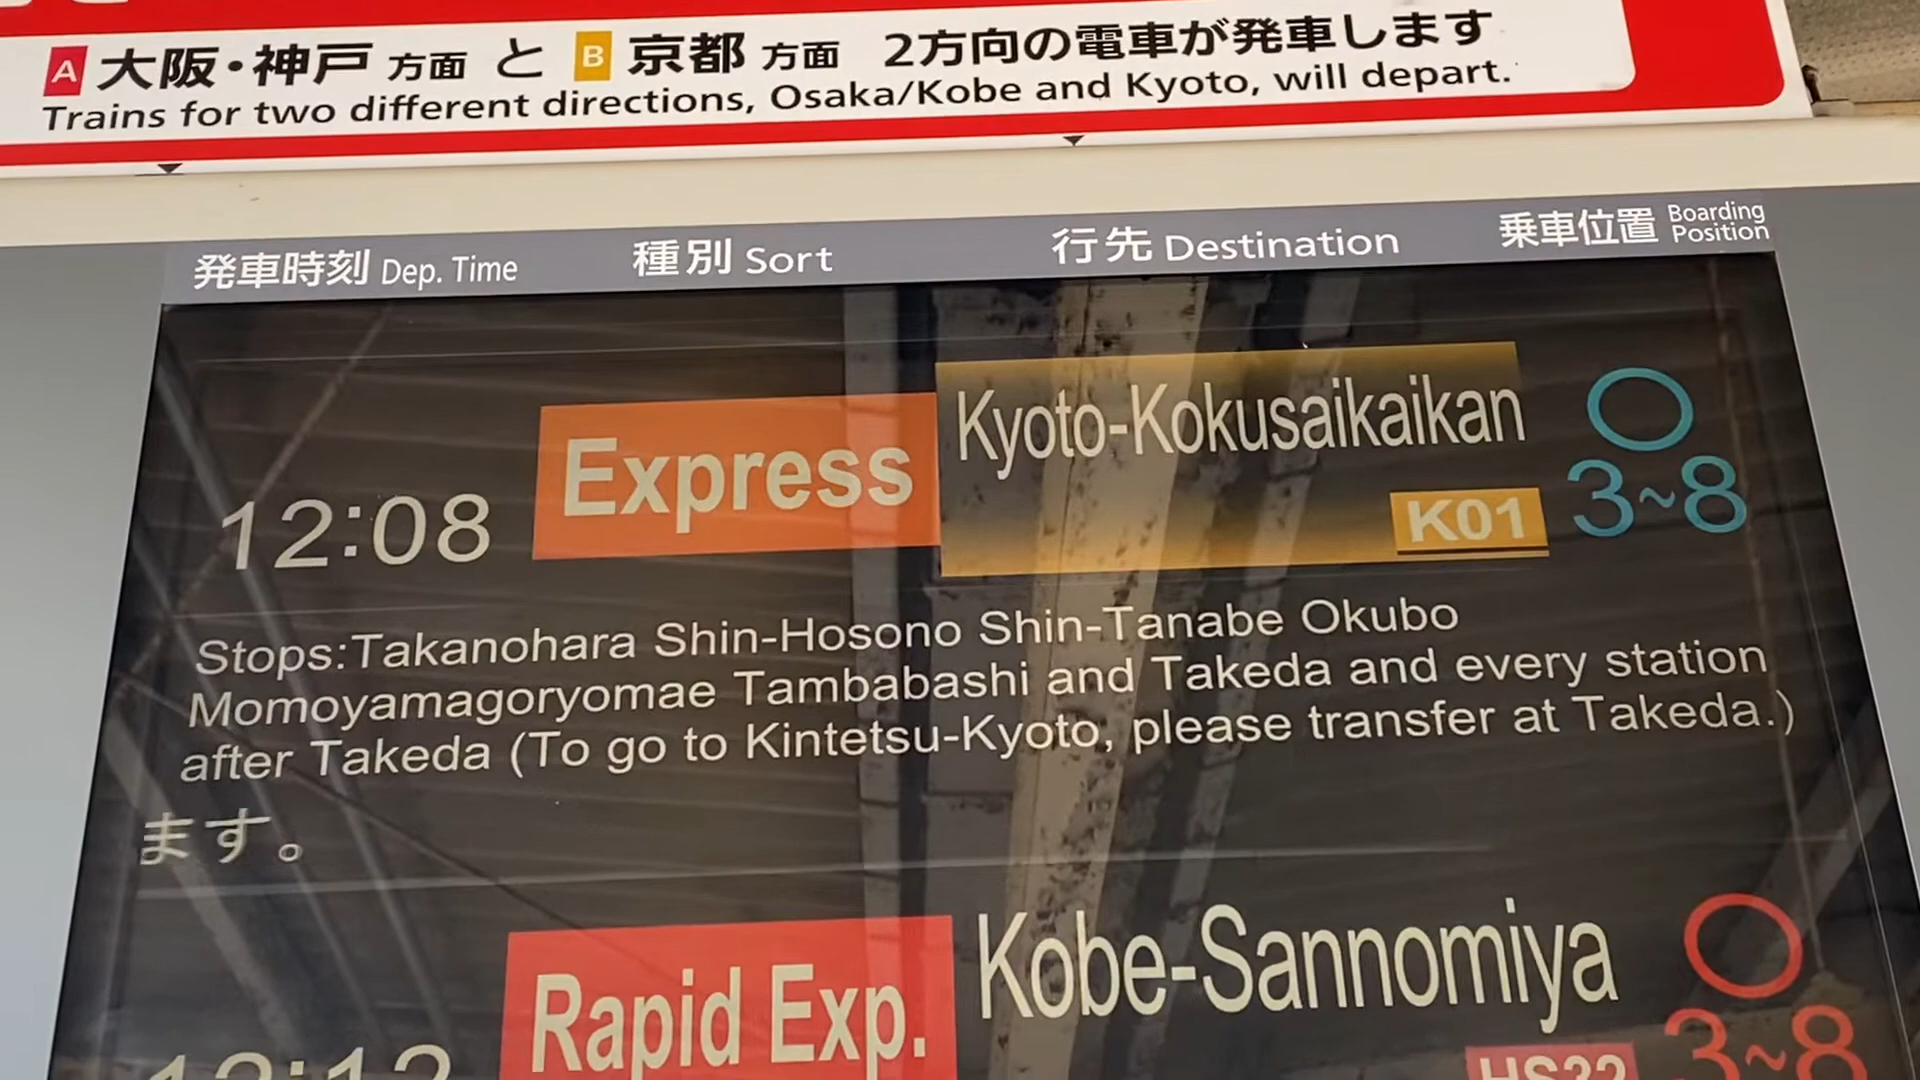 A 大阪・神戸 方面 と B 京都 方面 2方向の電車が発車します
Trains for two different directions, Osaka/Kobe and Kyoto, will depart.
発車時刻 Dep. Time 種別 Sort 行先 Destination 乗車位置 Boarding Position
12:08 Express Kyoto-Kokusaikaikan K01 3~8
Stops:Takanohara Shin-Hosono Shin-Tanabe Okubo
Momoyamagoryomae Tambabashi and Takeda and every station
after Takeda (To go to Kintetsu-Kyoto, please transfer at Takeda.)
ます。
Rapid Exp. Kobe-Sannomiya 3~8